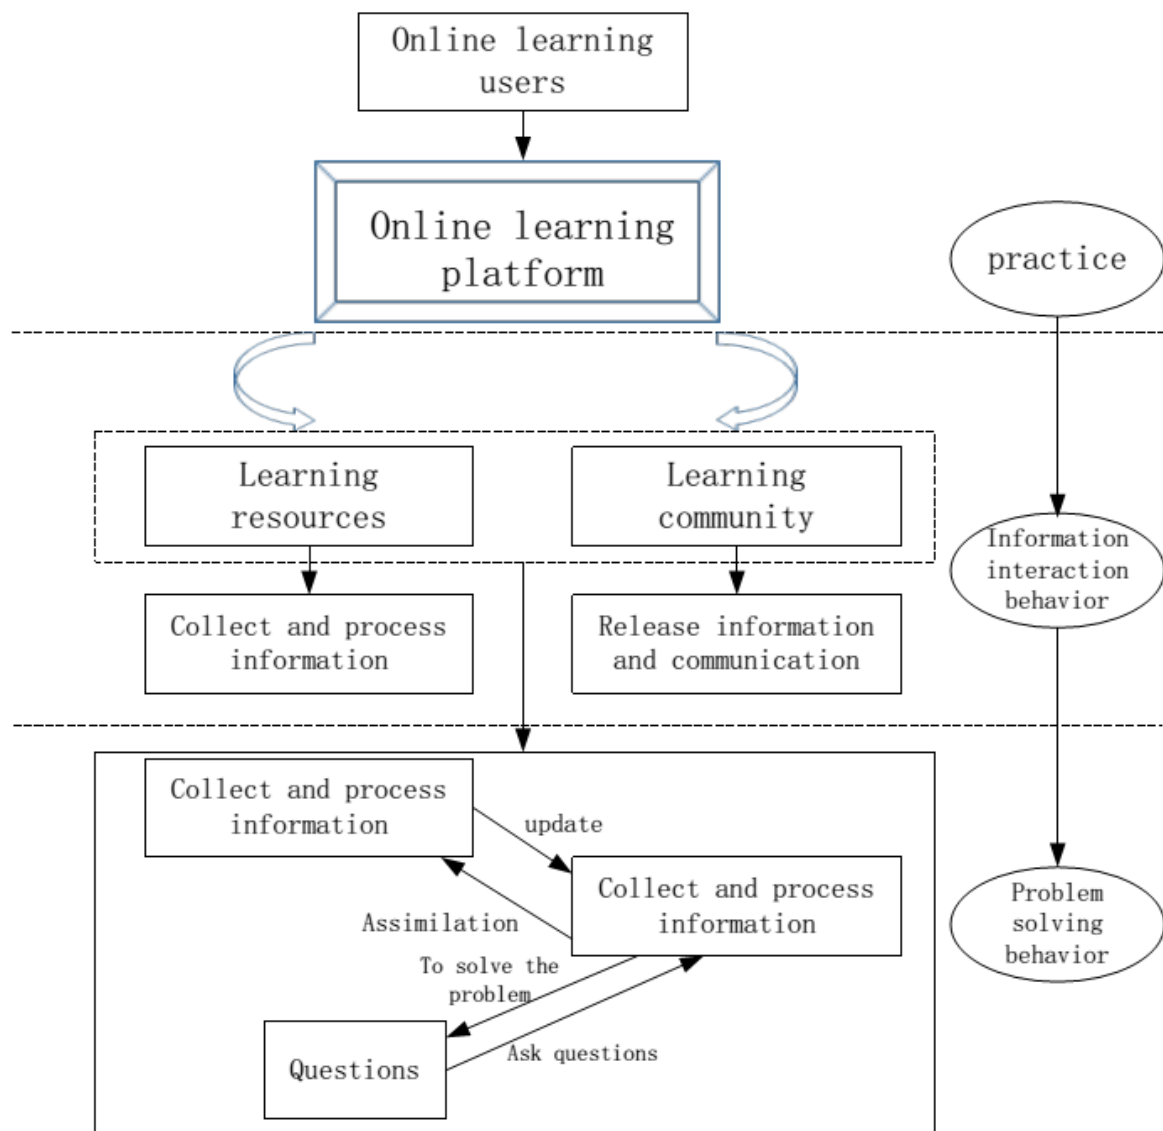 Online learning
users
Online learning
platform
practice
Learning
resources
Learning
community
Information
interaction
behavior
Collect and process
information
Release information
and communication
Collect and process
information
update
Collect and process
information
Assimilation
To solve the
problem
Problem
solving
behavior
Ask questions
Questions